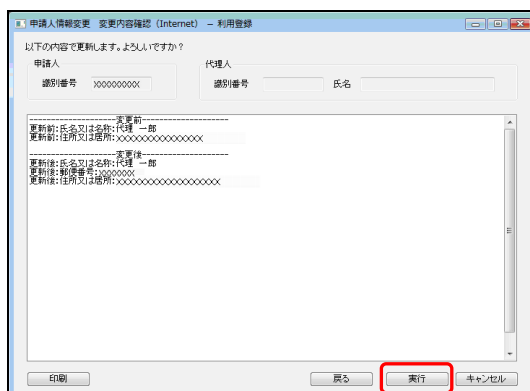 申請人情報変更 変更内容確認（Internet） － 利用登録
以下の内容で更新します。よろしいですか？
申請人
識別番号 XXXXXXXXX
代理人
識別番号 氏名
--------------------変更前--------------------
更新前:氏名又は名称:代理 一郎
更新前:住所又は居所:XXXXXXXXXXXXXXX
--------------------変更後--------------------
更新後:氏名又は名称:代理 一郎
更新後:郵便番号:XXXXXXX
更新後:住所又は居所:XXXXXXXXXXXXXXXXXX
印刷 戻る 実行 キャンセル